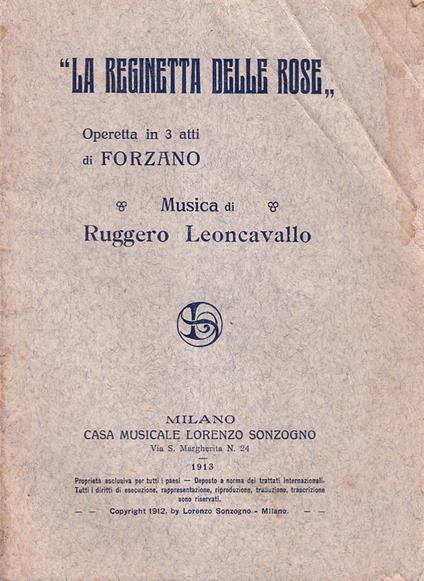 “LA REGINETTA DELLE ROSE„
Operetta in 3 atti
di FORZANO
Musica di
Ruggero Leoncavallo
LS
MILANO
CASA MUSICALE LORENZO SONZOGNO
Via S. Margherita N. 24
1913
Proprietà esclusiva per tutti i paesi — Deposto a norma dei trattati internazionali.
Tutti i diritti di esecuzione, rappresentazione, riproduzione, traduzione, trascrizione
sono riservati.
— — Copyright 1912, by Lorenzo Sonzogno - Milano. — —